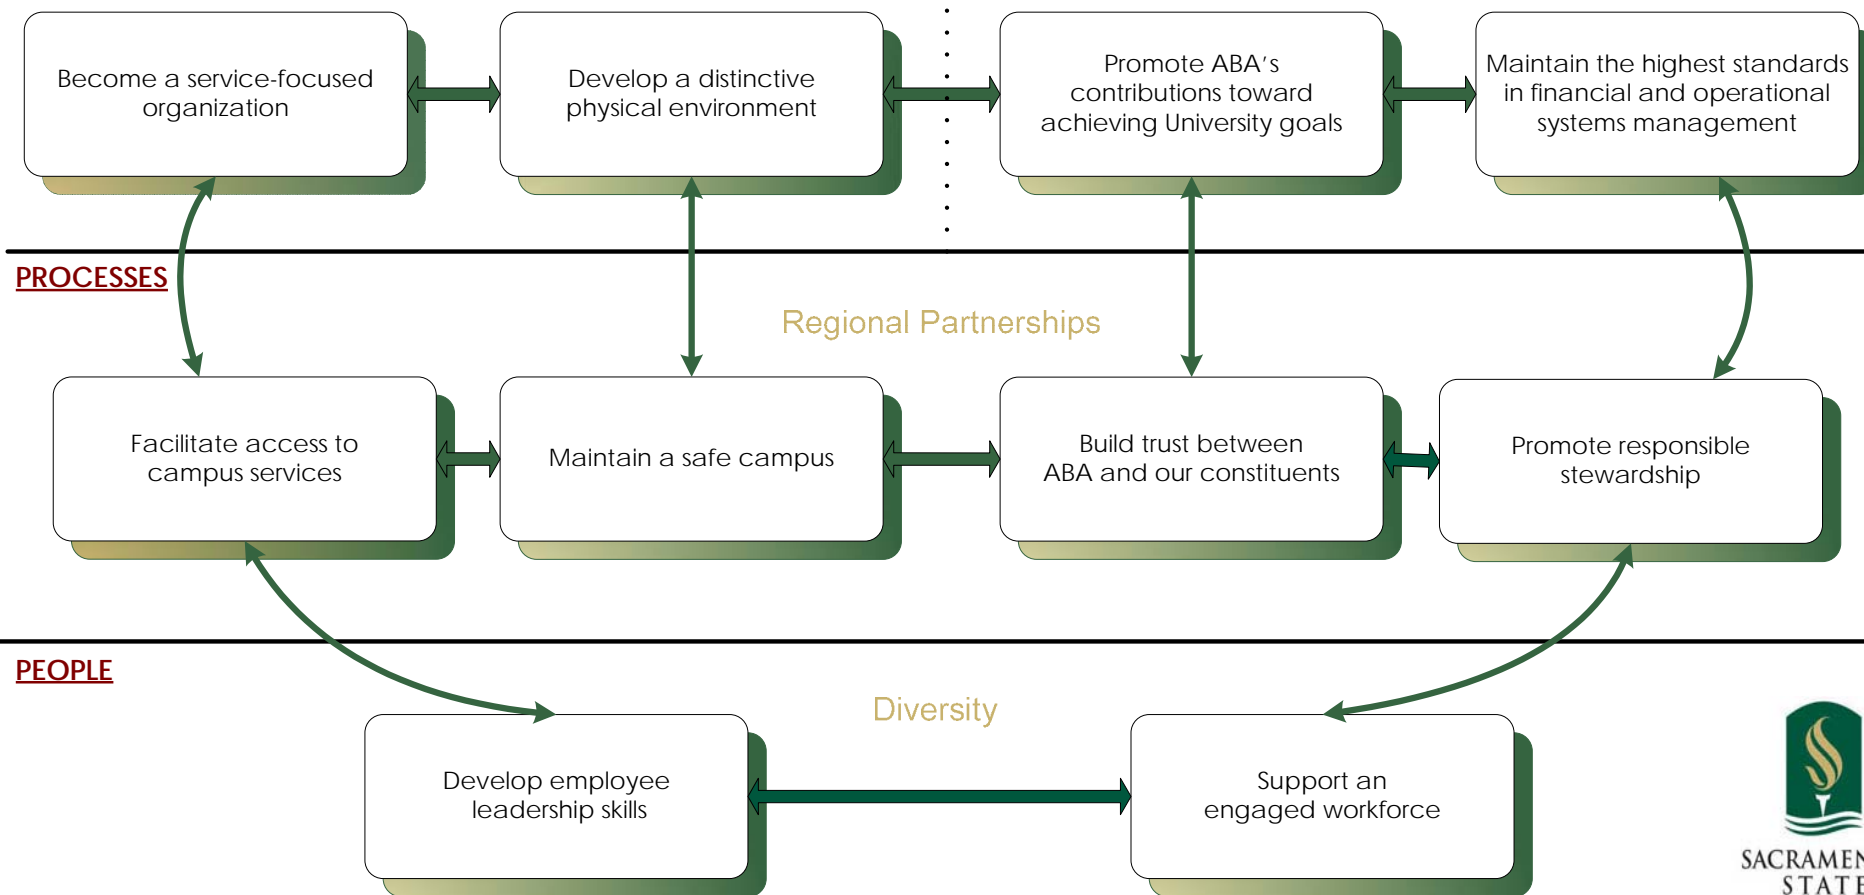 Become a service-focused
organization
Develop a distinctive
physical environment
Promote ABA's
contributions toward
achieving University goals
Maintain the highest standards
in financial and operational
systems management
PROCESSES
Regional Partnerships
Facilitate access to
campus services
Maintain a safe campus
Build trust between
ABA and our constituents
Promote responsible
stewardship
PEOPLE
Diversity
Develop employee
leadership skills
Support an
engaged workforce
STATE